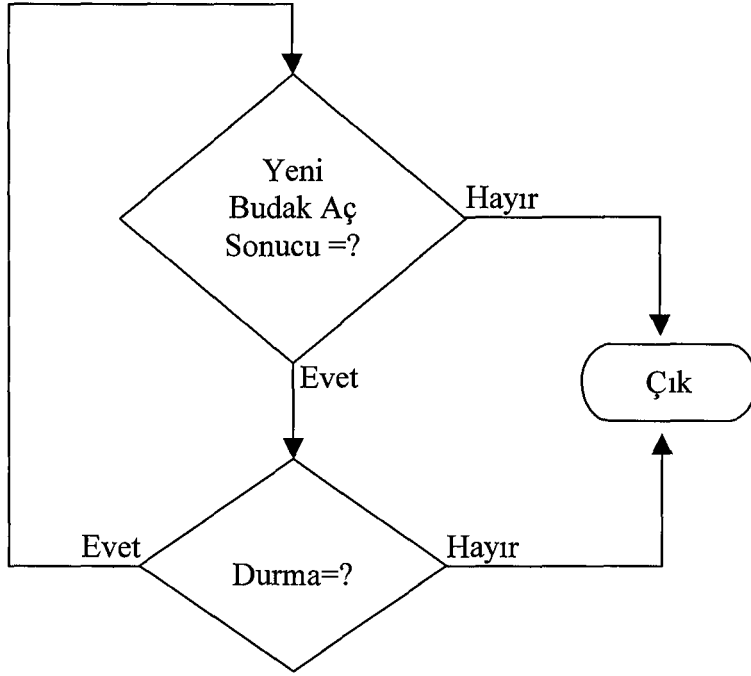 Yeni
Budak Aç
Sonucu =?
Hayır
Evet
Çık
Evet
Durma=?
Hayır